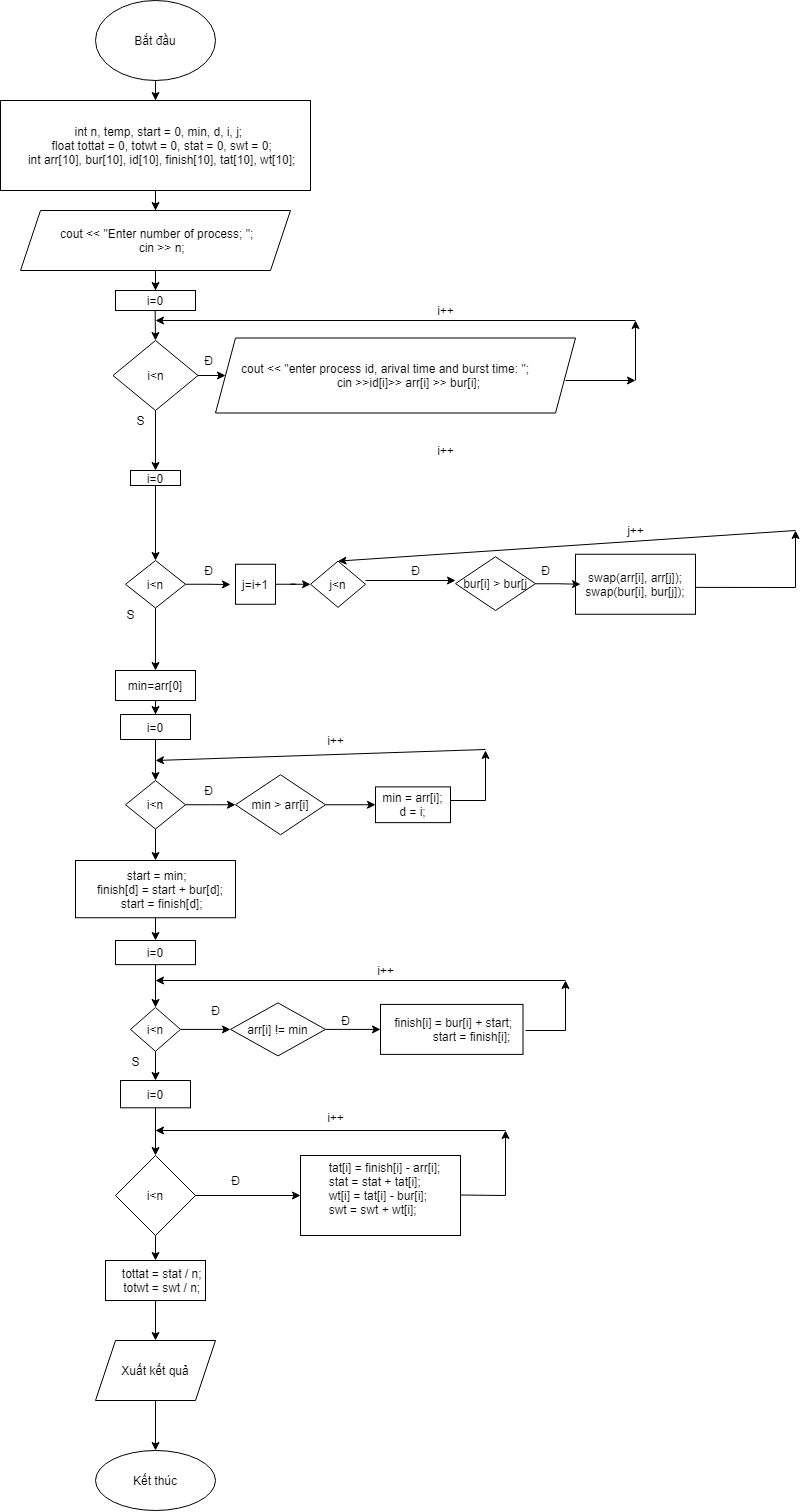 Bắt đầu
int n, temp, start = 0, min, d, i, j;
float tottat = 0, totwt = 0, stat = 0, swt = 0;
int arr[10], bur[10], id[10], finish[10], tat[10], wt[10];
cout << "Enter number of process; ";
cin >> n;
i=0
i++
i<n
Đ
cout << "enter process id, arival time and burst time: ";
cin >>id[i]>> arr[i] >> bur[i];
S
i++
i=0
j++
i<n
Đ
j=i+1
j<n
Đ
bur[i] > bur[j
Đ
swap(arr[i], arr[j]);
swap(bur[i], bur[j]);
S
min=arr[0]
i=0
i++
i<n
Đ
min > arr[i]
min = arr[i];
d = i;
start = min;
finish[d] = start + bur[d];
start = finish[d];
i=0
i++
i<n
Đ
arr[i] != min
Đ
finish[i] = bur[i] + start;
start = finish[i];
S
i=0
i++
i<n
Đ
tat[i] = finish[i] - arr[i];
stat = stat + tat[i];
wt[i] = tat[i] - bur[i];
swt = swt + wt[i];
tottat = stat / n;
totwt = swt / n;
Xuất kết quả
Kết thúc